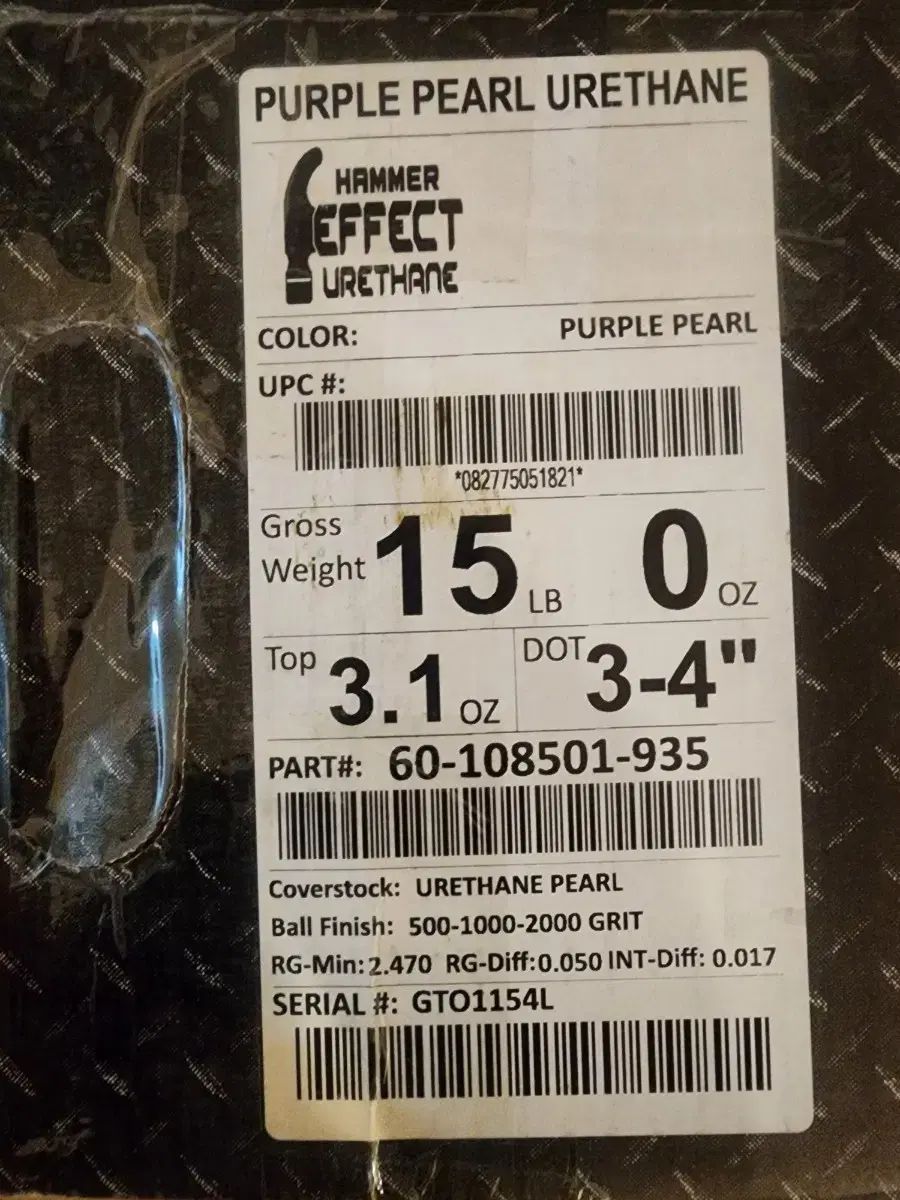 PURPLE PEARL URETHANE
HAMMER
EFFECT
URETHANE
COLOR: PURPLE PEARL
UPC #:
*082775051821*
Gross Weight 15 LB 0 OZ
Top 3.1 OZ DOT 3-4"
PART#: 60-108501-935
Coverstock: URETHANE PEARL
Ball Finish: 500-1000-2000 GRIT
RG-Min: 2.470 RG-Diff: 0.050 INT-Diff: 0.017
SERIAL #: GTO1154L